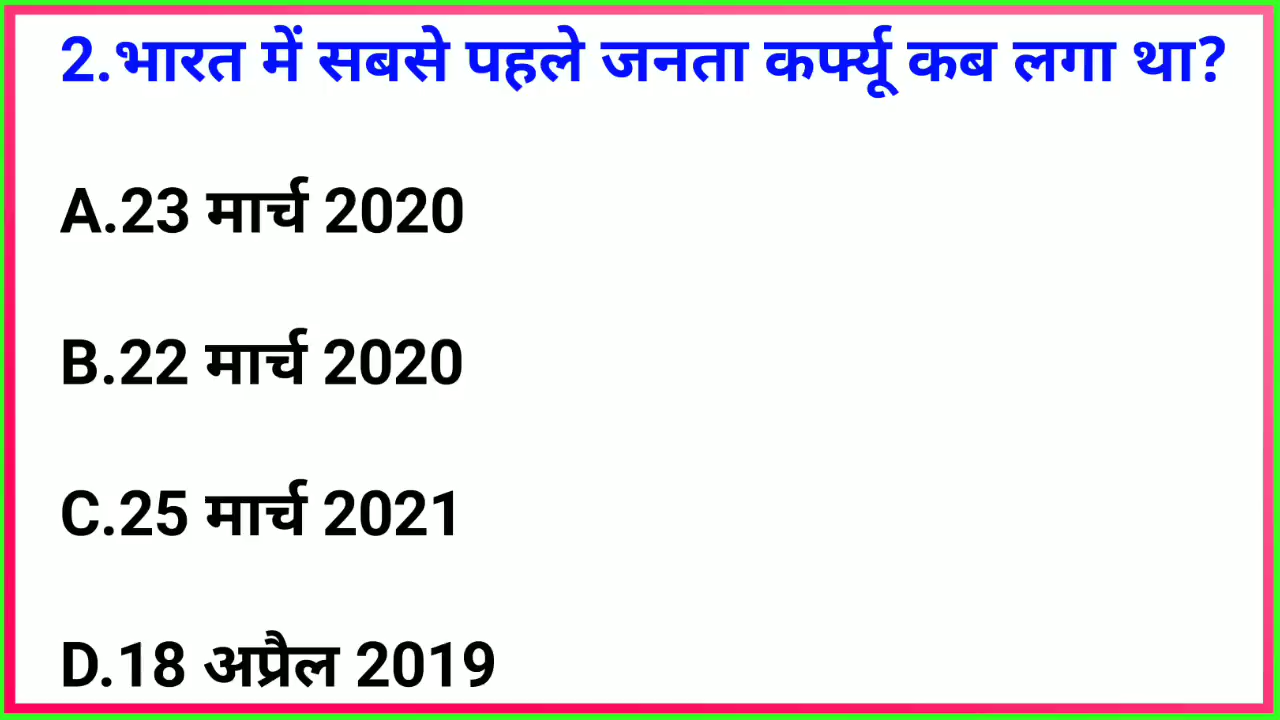 2.भारत में सबसे पहले जनता कर्फ्यू कब लगा था?
A.23 मार्च 2020
B.22 मार्च 2020
C.25 मार्च 2021
D.18 अप्रैल 2019